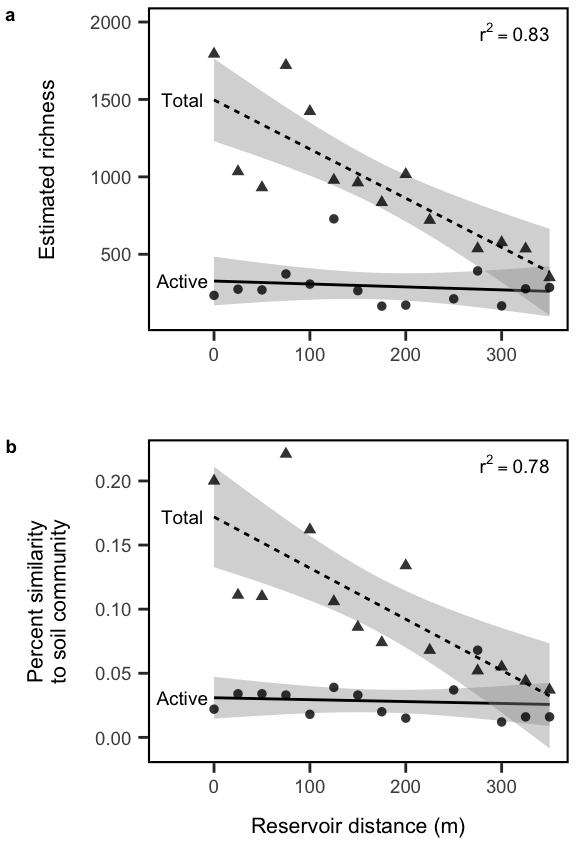 a
r² = 0.83
2000
1500
1000
500
Estimated richness
Total
Active
0
100
200
300
b
r² = 0.78
0.20
0.15
0.10
0.05
0.00
Percent similarity
to soil community
Total
Active
0
100
200
300
Reservoir distance (m)